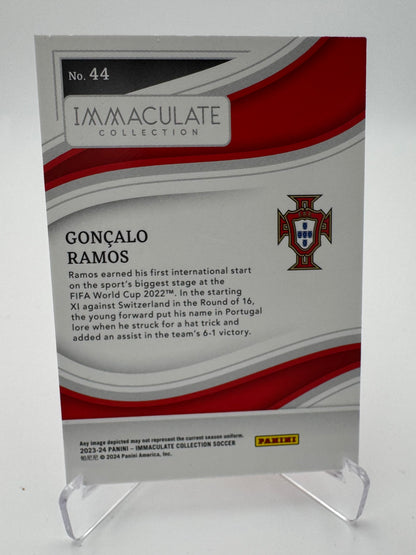 No. 44
IMMACULATE
COLLECTION
GONÇALO
RAMOS
Ramos earned his first international start
on the sport's biggest stage at the
FIFA World Cup 2022™. In the starting
XI against Switzerland in the Round of 16,
the young forward put his name in Portugal
lore when he struck for a hat trick and
added an assist in the team's 6-1 victory.
Any image depicted may not represent the current season uniform.
2023-24 PANINI – IMMACULATE COLLECTION SOCCER
© 2024 Panini America, Inc.
PANINI